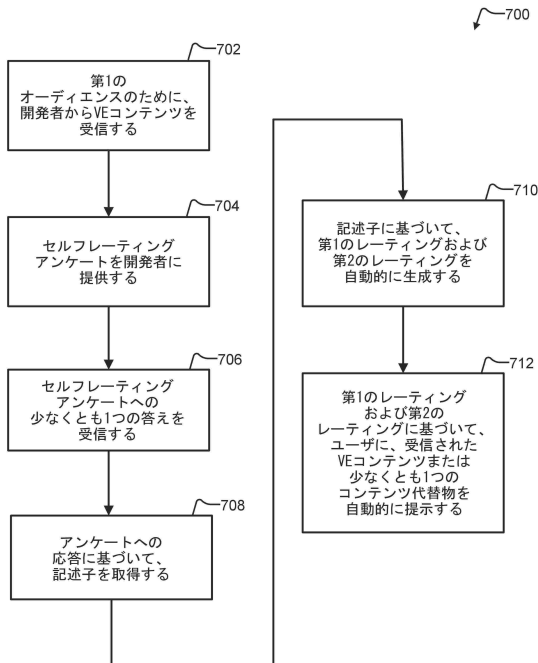 700
702
第1の
オーディエンスのために、
開発者からVEコンテンツを
受信する
704
セルフレーティング
アンケートを開発者に
提供する
706
セルフレーティング
アンケートへの
少なくとも1つの答えを
受信する
708
アンケートへの
応答に基づいて、
記述子を取得する
710
記述子に基づいて、
第1のレーティングおよび
第2のレーティングを
自動的に生成する
712
第1のレーティング
および第2の
レーティングに基づいて、
ユーザに、受信された
VEコンテンツまたは
少なくとも1つの
コンテンツ代替物を
自動的に提示する